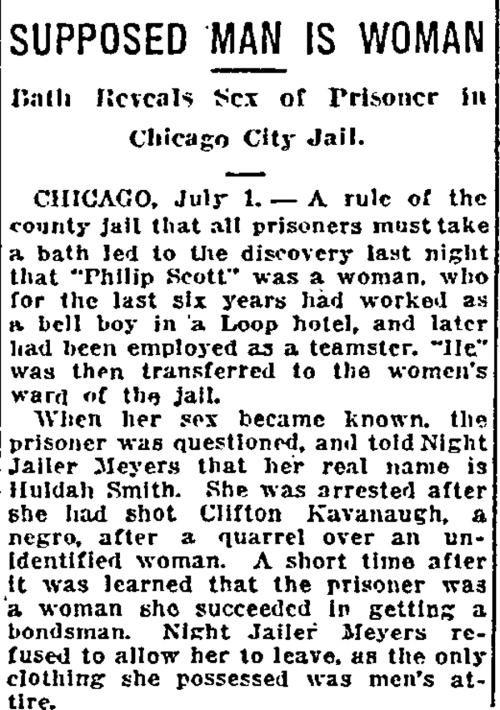 SUPPOSED MAN IS WOMAN
Bath Reveals Sex of Prisoner in
Chicago City Jail.
CHICAGO, July 1. — A rule of the
county jail that all prisoners must take
a bath led to the discovery last night
that "Philip Scott" was a woman, who
for the last six years had worked as
a bell boy in a Loop hotel, and later
had been employed as a teamster. "He"
was then transferred to the women's
ward of the jail.
When her sex became known, the
prisoner was questioned, and told Night
Jailer Meyers that her real name is
Huldah Smith. She was arrested after
she had shot Clifton Kavanaugh, a
negro, after a quarrel over an un-
identified woman. A short time after
it was learned that the prisoner was
a woman she succeeded in getting a
bondsman. Night Jailer Meyers re-
fused to allow her to leave, as the only
clothing she possessed was men's at-
tire.